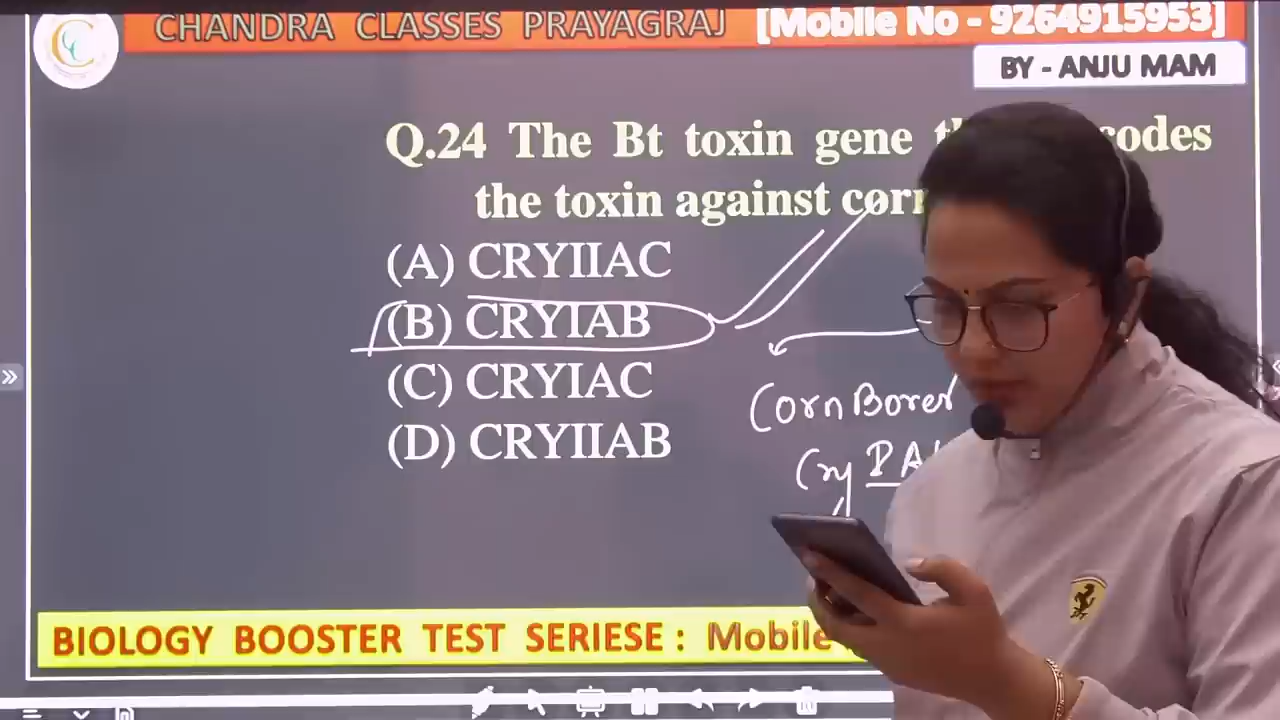 CHANDRA CLASSES PRAYAGRAJ [Mobile No - 9264915953]
BY - ANJU MAM
Q.24 The Bt toxin gene codes
the toxin against
(A) CRYIIAC
(B) CRYIAB
(C) CRYIAC
(D) CRYIIAB
Corn Borer
Cry
BIOLOGY BOOSTER TEST SERIESE : Mobile